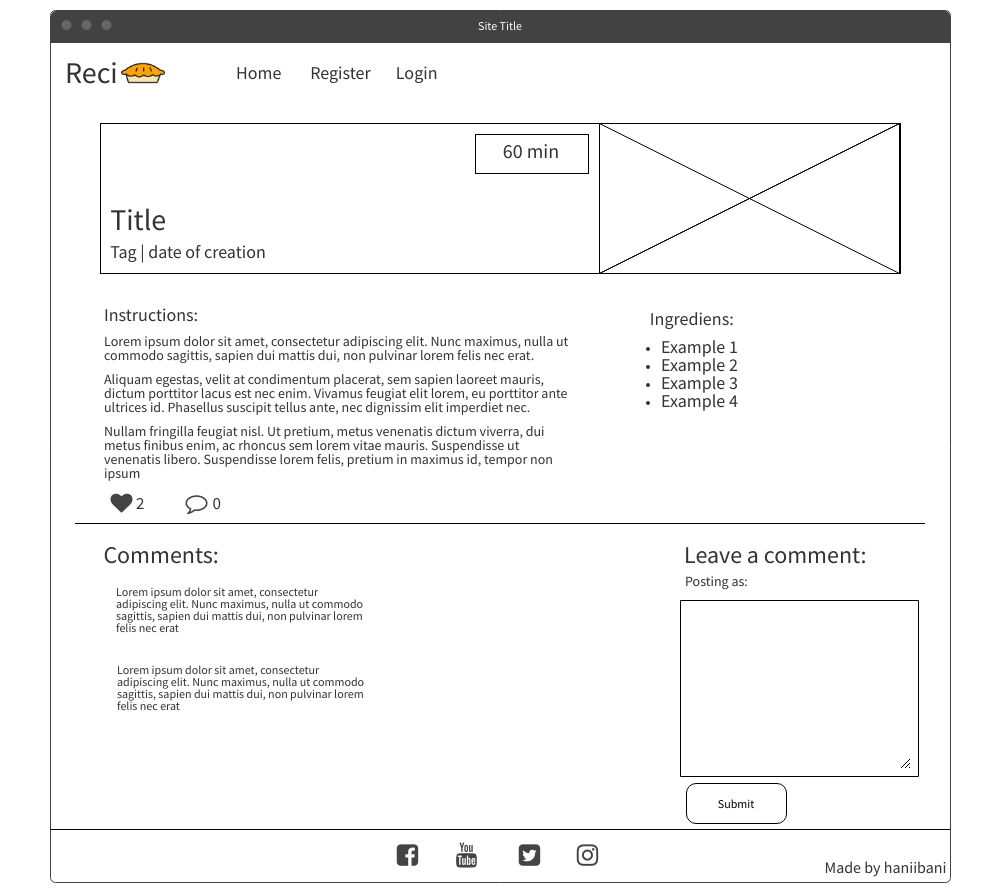 Site Title
Reci
Home Register Login
60 min
Title
Tag | date of creation
Instructions:
Lorem ipsum dolor sit amet, consectetur adipiscing elit. Nunc maximus, nulla ut
commodo sagittis, sapien dui mattis dui, non pulvinar lorem felis nec erat.
Aliquam egestas, velit at condimentum placerat, sem sapien laoreet mauris,
dictum porttitor lacus est nec enim. Vivamus feugiat elit lorem, eu porttitor ante
ultrices id. Phasellus suscipit tellus ante, nec dignissim elit imperdiet nec.
Nullam fringilla feugiat nisl. Ut pretium, metus venenatis dictum viverra, dui
metus finibus enim, ac rhoncus sem lorem vitae mauris. Suspendisse ut
venenatis libero. Suspendisse lorem felis, pretium in maximus id, tempor non
ipsum
Ingrediens:
• Example 1
• Example 2
• Example 3
• Example 4
2 0
Comments:
Lorem ipsum dolor sit amet, consectetur
adipiscing elit. Nunc maximus, nulla ut commodo
sagittis, sapien dui mattis dui, non pulvinar lorem
felis nec erat
Lorem ipsum dolor sit amet, consectetur
adipiscing elit. Nunc maximus, nulla ut commodo
sagittis, sapien dui mattis dui, non pulvinar lorem
felis nec erat
Leave a comment:
Posting as:
Submit
You
Tube
Made by haniibani